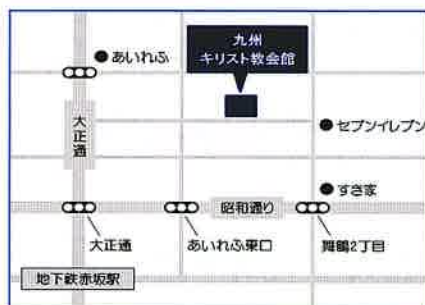 九州
キリスト教会館
あいれふ
大正通
セブンイレブン
すき家
昭和通り
大正通
あいれふ東口
舞鶴2丁目
地下鉄赤坂駅